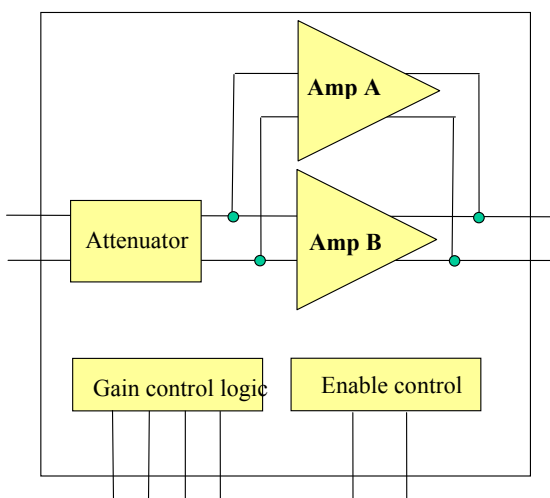 Amp A
Attenuator
Amp B
Gain control logic
Enable control